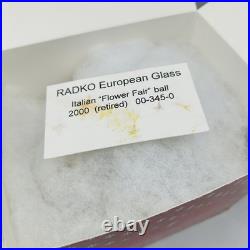 RADKO European Glass
Italian "Flower Fair" ball
2000 (retired) 00-345-0